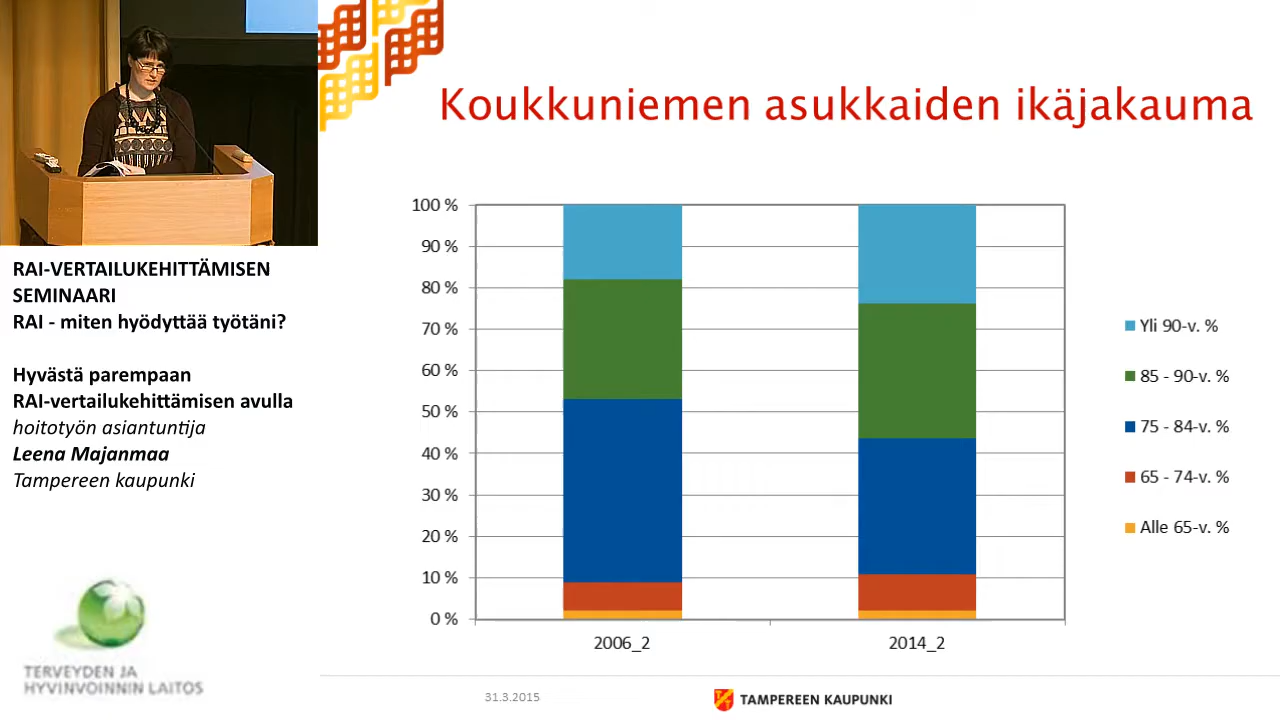 Koukkuniemen asukkaiden ikäjakauma
RAI-VERTAILUKEHITTÄMISEN
SEMINAARI
RAI - miten hyödyttää työtäni?
Hyvästä parempaan
RAI-vertailukehittämisen avulla
hoitotyön asiantuntija
Leena Majanmaa
Tampereen kaupunki
TERVEYDEN JA
HYVINVOINNIN LAITOS
100 %
90 %
80 %
70 %
60 %
50 %
40 %
30 %
20 %
10 %
0 %
2006_2
2014_2
Yli 90-v. %
85 - 90-v. %
75 - 84-v. %
65 - 74-v. %
Alle 65-v. %
31.3.2015
TAMPEREEN KAUPUNKI